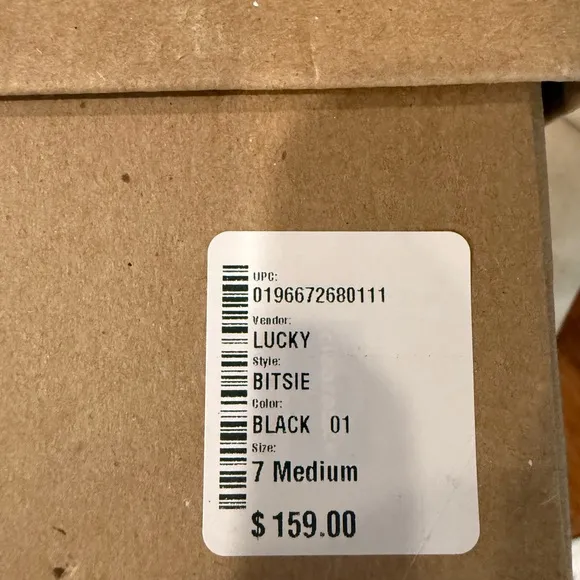 UPC:
0196672680111
Vendor:
LUCKY
Style:
BITSIE
Color:
BLACK 01
Size:
7 Medium
$159.00